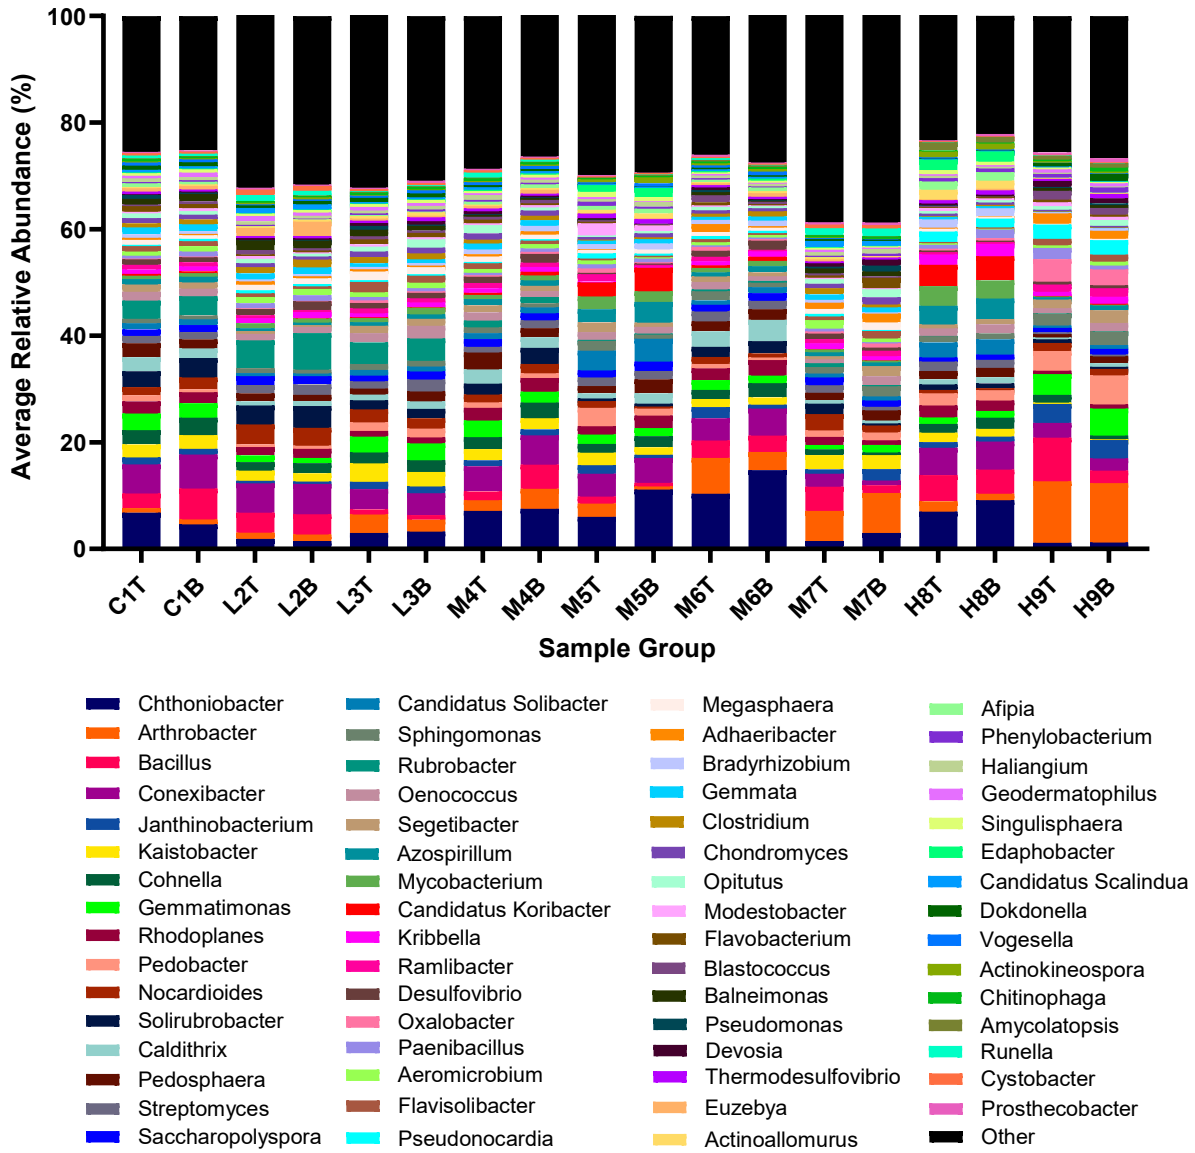 Average Relative Abundance (%)
100
80
60
40
20
0
C1T C1B L2T L2B L3T L3B M4T M4B M5T M5B M6T M6B M7T M7B H8T H8B H9T H9B
Sample Group
Chthoniobacter
Arthrobacter
Bacillus
Conexibacter
Janthinobacterium
Kaistobacter
Cohnella
Gemmatimonas
Rhodoplanes
Pedobacter
Nocardioides
Solirubrobacter
Caldithrix
Pedosphaera
Streptomyces
Saccharopolyspora
Candidatus Solibacter
Sphingomonas
Rubrobacter
Oenococcus
Segetibacter
Azospirillum
Mycobacterium
Candidatus Koribacter
Kribbella
Ramlibacter
Desulfovibrio
Oxalobacter
Paenibacillus
Aeromicrobium
Flavisolibacter
Pseudonocardia
Megasphaera
Adhaeribacter
Bradyrhizobium
Gemmata
Clostridium
Chondromyces
Opitutus
Modestobacter
Flavobacterium
Blastococcus
Balneimonas
Pseudomonas
Devosia
Thermodesulfovibrio
Euzebya
Actinoallomurus
Afipia
Phenylobacterium
Haliangium
Geodermatophilus
Singulisphaera
Edaphobacter
Candidatus Scalindua
Dokdonella
Vogesella
Actinokineospora
Chitinophaga
Amycolatopsis
Runella
Cystobacter
Prosthecobacter
Other